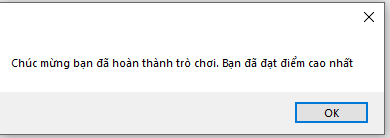 Chúc mừng bạn đã hoàn thành trò chơi. Bạn đã đạt điểm cao nhất
OK